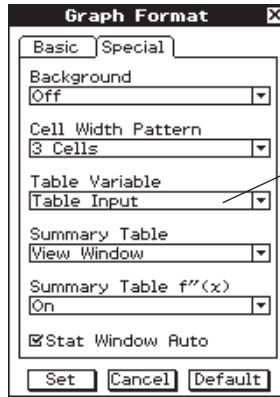 Graph Format
Basic Special
Background
Off
Cell Width Pattern
3 Cells
Table Variable
Table Input
Summary Table
View Window
Summary Table f″(x)
On
Stat Window Auto
Set Cancel Default